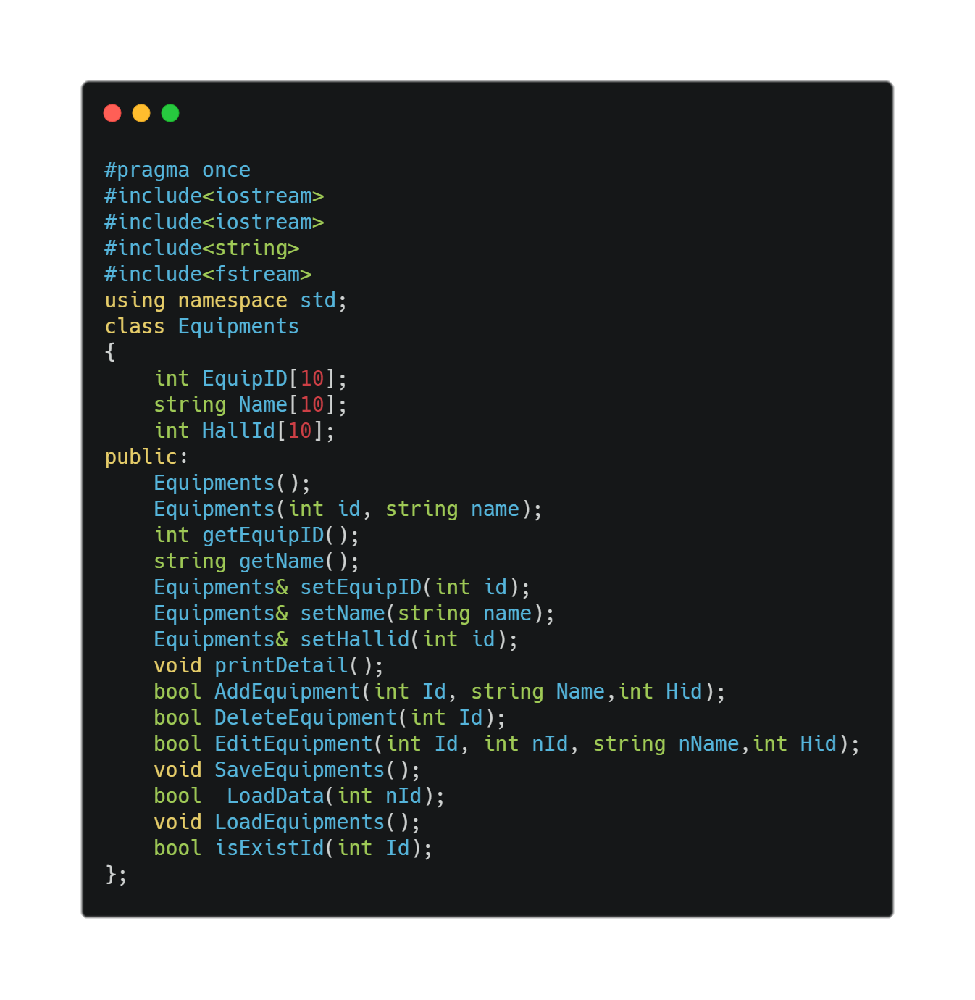 #pragma once
#include<iostream>
#include<iostream>
#include<string>
#include<fstream>
using namespace std;
class Equipments
{
    int EquipID[10];
    string Name[10];
    int HallId[10];
public:
    Equipments();
    Equipments(int id, string name);
    int getEquipID();
    string getName();
    Equipments& setEquipID(int id);
    Equipments& setName(string name);
    Equipments& setHallid(int id);
    void printDetail();
    bool AddEquipment(int Id, string Name,int Hid);
    bool DeleteEquipment(int Id);
    bool EditEquipment(int Id, int nId, string nName,int Hid);
    void SaveEquipments();
    bool  LoadData(int nId);
    void LoadEquipments();
    bool isExistId(int Id);
};